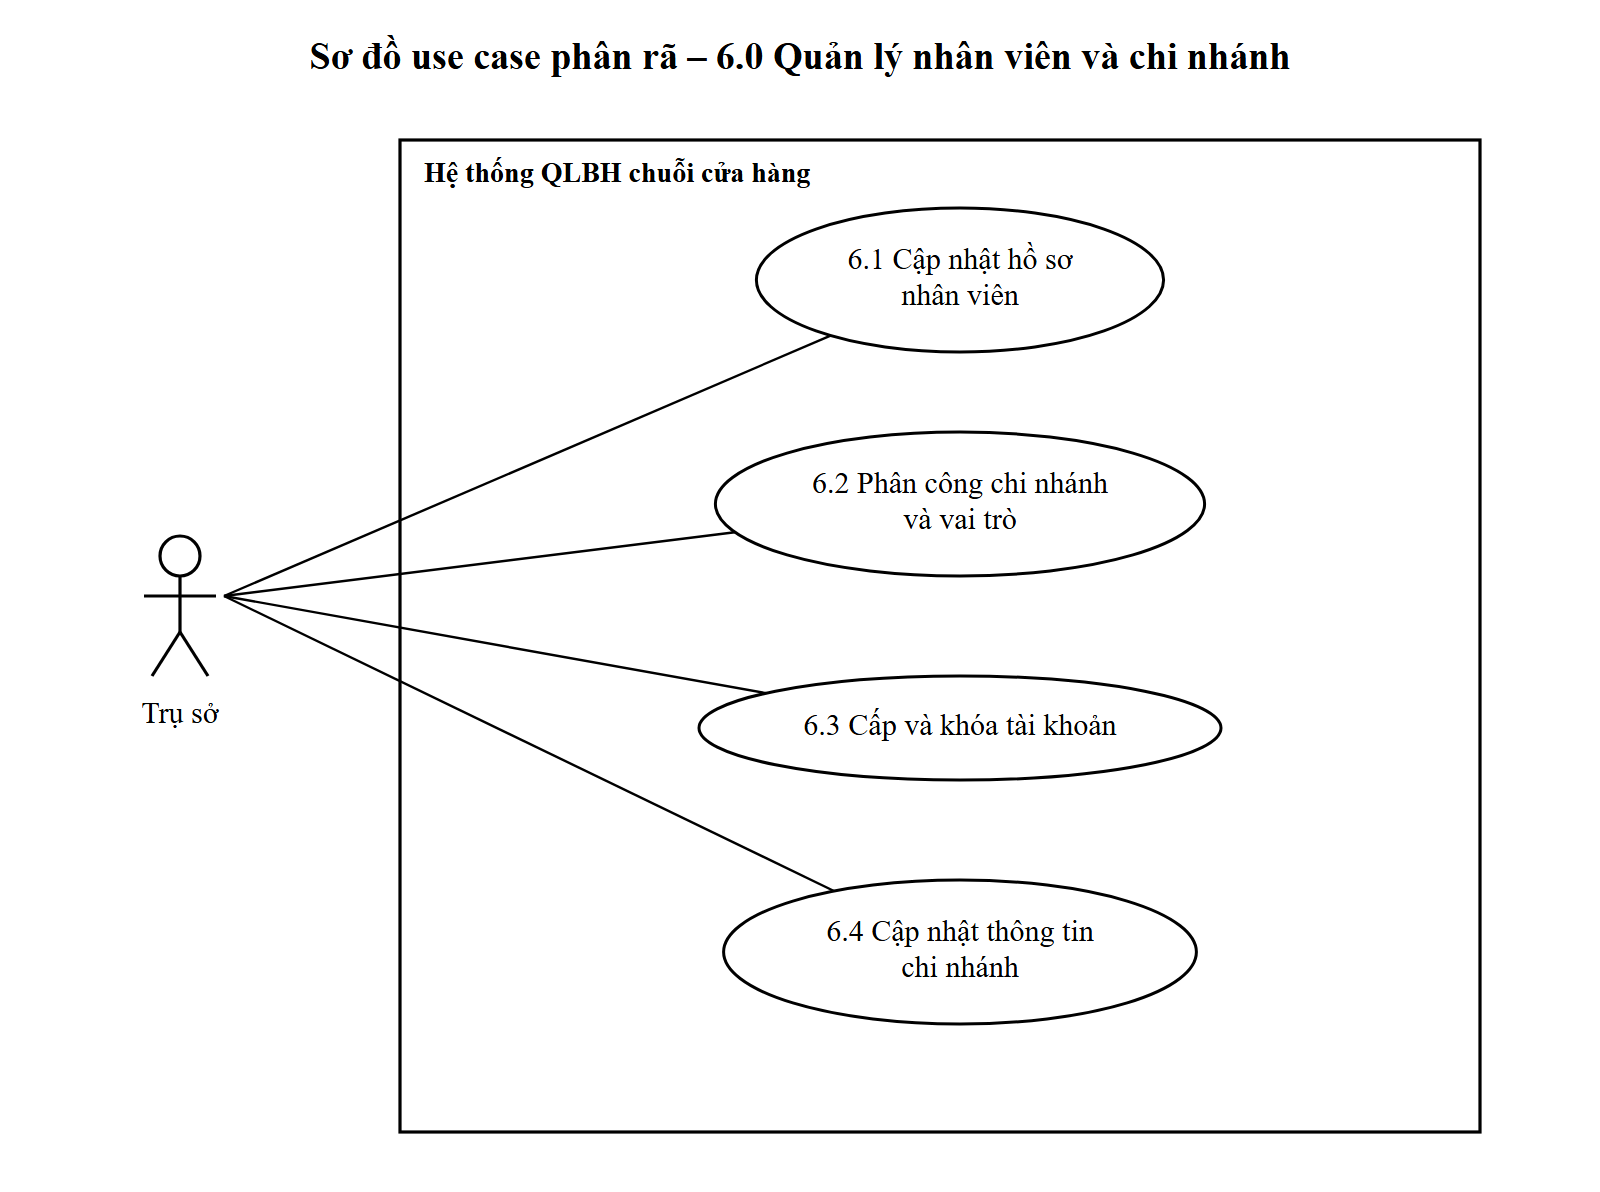 Sơ đồ use case phân rã – 6.0 Quản lý nhân viên và chi nhánh
Hệ thống QLBH chuỗi cửa hàng
6.1 Cập nhật hồ sơ
nhân viên
6.2 Phân công chi nhánh
và vai trò
Trụ sở
6.3 Cấp và khóa tài khoản
6.4 Cập nhật thông tin
chi nhánh